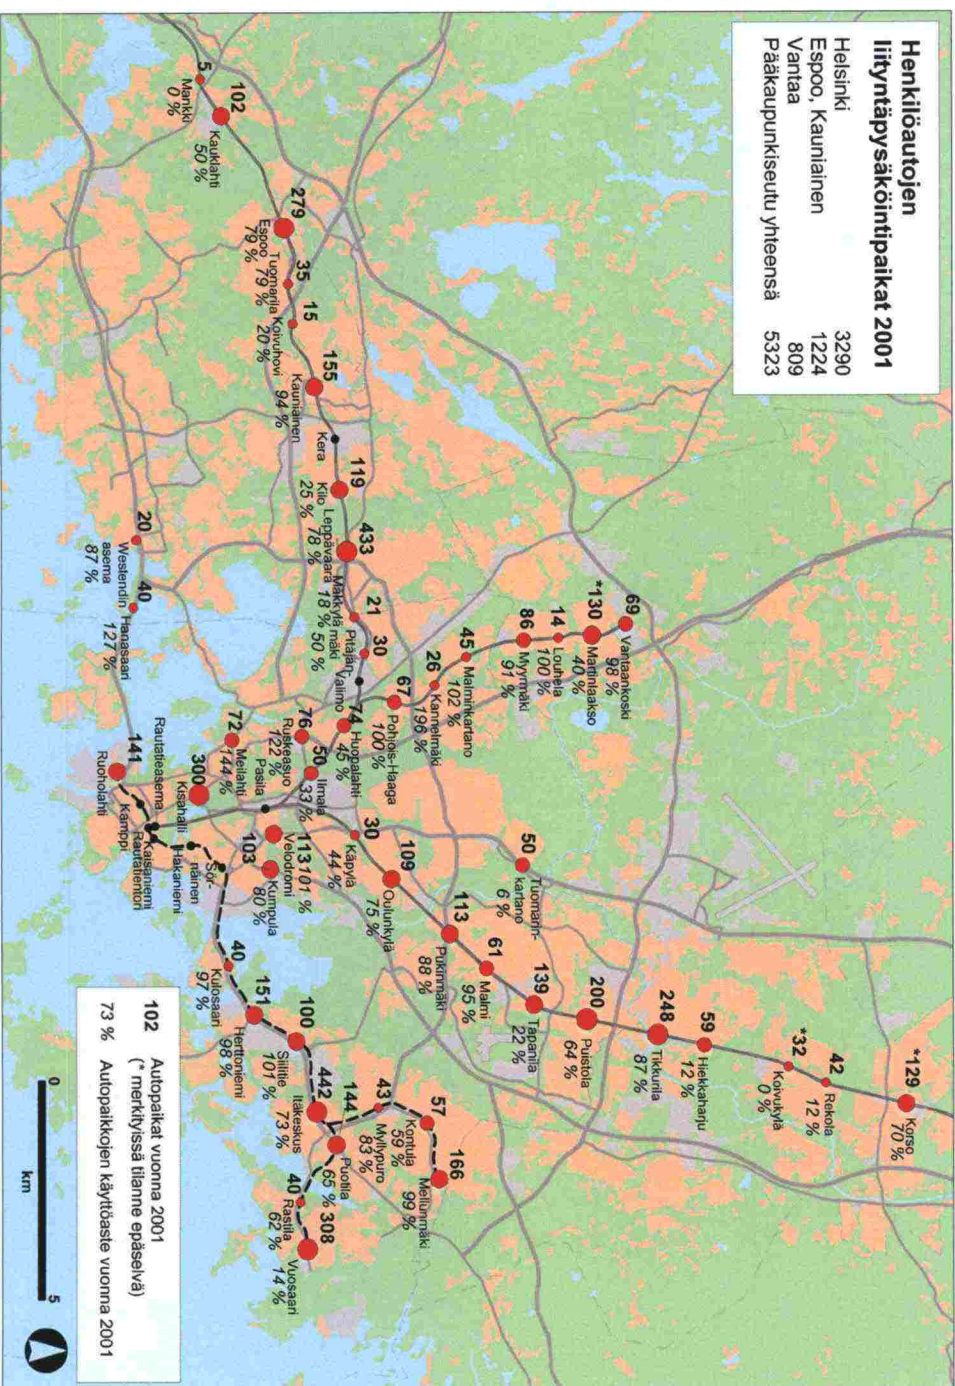 Henkilöautojen
liityntäpysäköintipaikat 2001
Helsinki 3290
Espoo, Kauniainen 1224
Vantaa 809
Pääkaupunkiseutu yhteensä 5323
*129
Korso
70 %
42
Rekola
12 %
*32
Koivukylä
0 %
59
Hiekkaharju
12 %
248
Tikkurila
87 %
200
Puistola
64 %
139
Tapanila
22 %
61
Malmi
95 %
113
Pukinmäki
88 %
109
Oulunkylä
75 %
30
Käpylä
44 %
50
Tuomarin-
kartano
6 %
69
Vantaankoski
98 %
*130
Martinlaakso
40 %
14
Louhela
100 %
86
Myyrmäki
91 %
45
Malminkartano
102 %
26
Kannelmäki
196 %
67
Pohjois-Haaga
100 %
74
Huopalahti
45 %
Valimo
30
Pitäjän-
mäki
50 %
21
Mäkkylä
18 %
433
Leppävaara
78 %
119
Kilo
25 %
Kera
155
Kauniainen
94 %
15
Koivuhovi
20 %
35
Tuomarila
79 %
279
Espoo
79 %
102
Kauklahti
50 %
5
Mankki
0 %
50
Ilmala
33 %
76
Ruskeasuo
122 %
Pasila
72
Meilahti
144 %
300
Kisahalli
113
Velodromi
101 %
103
Kumpula
80 %
20
Westendin
asema
87 %
40
Hanasaari
127 %
141
Ruoholahti
Kamppi
Rautatieasema
Rautatientori
Kaisaniemi
Hakaniemi
Sör-
näinen
40
Kulosaari
97 %
151
Herttoniemi
98 %
100
Siilitie
101 %
442
Itäkeskus
73 %
144
Puotila
65 %
43
Myllypuro
83 %
57
Kontula
59 %
166
Mellunmäki
99 %
40
Rastila
62 %
308
Vuosaari
14 %
102 Autopaikat vuonna 2001
(* merkityissä tilanne epäselvä)
73 % Autopaikkojen käyttöaste vuonna 2001
0 5
km